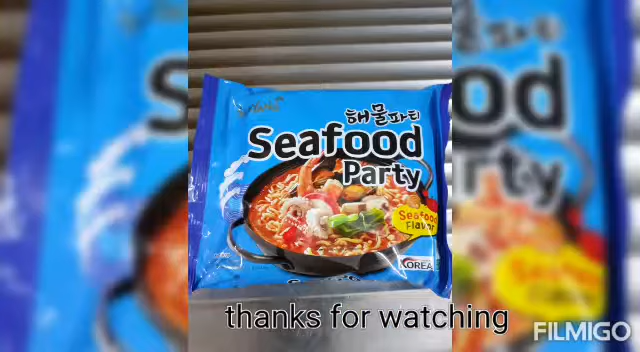 해물파티
Seafood
Party
Seafood
Flavor
KOREA
thanks for watching
FILMIGO